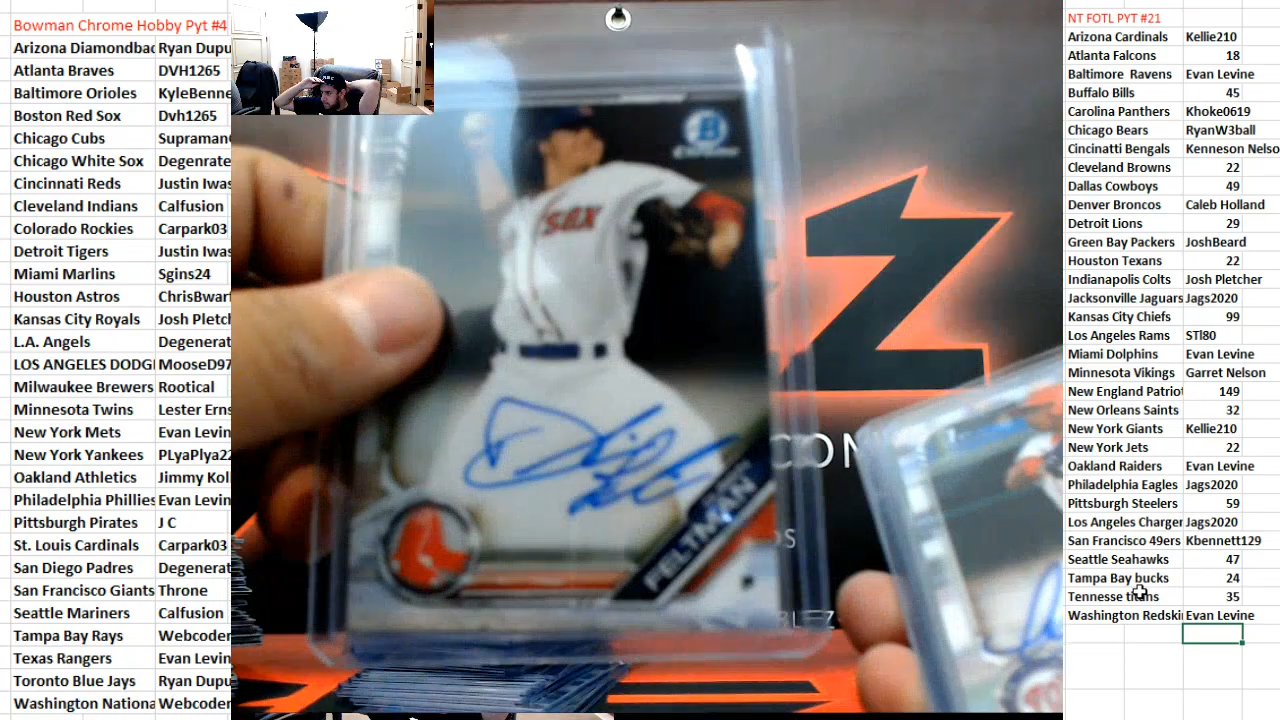 Bowman Chrome Hobby Pyt #4
Arizona Diamondbac Ryan Dupu
Atlanta Braves DVH1265
Baltimore Orioles KyleBenne
Boston Red Sox Dvh1265
Chicago Cubs Supraman
Chicago White Sox Degenrate
Cincinnati Reds Justin Iwas
Cleveland Indians Calfusion
Colorado Rockies Carpark03
Detroit Tigers Justin Iwas
Miami Marlins Sgins24
Houston Astros ChrisBwar
Kansas City Royals Josh Pletch
L.A. Angels Degenerat
LOS ANGELES DODG MooseD97
Milwaukee Brewers Rootical
Minnesota Twins Lester Erns
New York Mets Evan Levin
New York Yankees PLyaPlya22
Oakland Athletics Jimmy Kol
Philadelphia Phillies Evan Levin
Pittsburgh Pirates J C
St. Louis Cardinals Carpark03
San Diego Padres Degenerat
San Francisco Giants Throne
Seattle Mariners Calfusion
Tampa Bay Rays Webcoder
Texas Rangers Evan Levin
Toronto Blue Jays Ryan Dupu
Washington Nationa Webcoder
B
SOX
FELTMAN
Z
CON
NT FOTL PYT #21
Arizona Cardinals Kellie210
Atlanta Falcons 18
Baltimore Ravens Evan Levine
Buffalo Bills 45
Carolina Panthers Khoke0619
Chicago Bears RyanW3ball
Cincinatti Bengals Kenneson Nelso
Cleveland Browns 22
Dallas Cowboys 49
Denver Broncos Caleb Holland
Detroit Lions 29
Green Bay Packers JoshBeard
Houston Texans 22
Indianapolis Colts Josh Pletcher
Jacksonville Jaguars Jags2020
Kansas City Chiefs 99
Los Angeles Rams STl80
Miami Dolphins Evan Levine
Minnesota Vikings Garret Nelson
New England Patriot 149
New Orleans Saints 32
New York Giants Kellie210
New York Jets 22
Oakland Raiders Evan Levine
Philadelphia Eagles Jags2020
Pittsburgh Steelers 59
Los Angeles Charger Jags2020
San Francisco 49ers Kbennett129
Seattle Seahawks 47
Tampa Bay bucks 24
Tennesse titans 35
Washington Redski Evan Levine